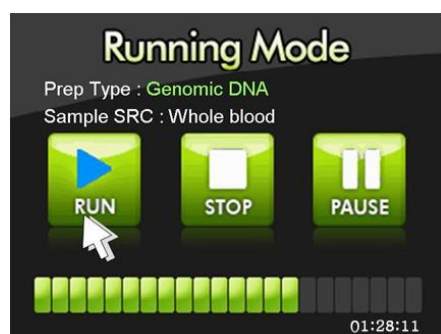 Running Mode
Prep Type : Genomic DNA
Sample SRC : Whole blood
RUN
STOP
PAUSE
01:28:11